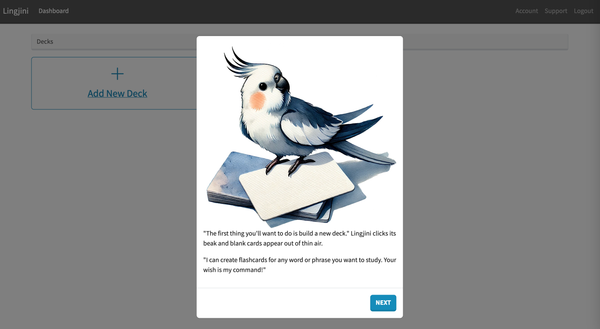 Lingjini Dashboard Account Support Logout
Decks
Add New Deck
"The first thing you'll want to do is build a new deck." Lingjini clicks its
beak and blank cards appear out of thin air.
"I can create flashcards for any word or phrase you want to study. Your
wish is my command!"
NEXT